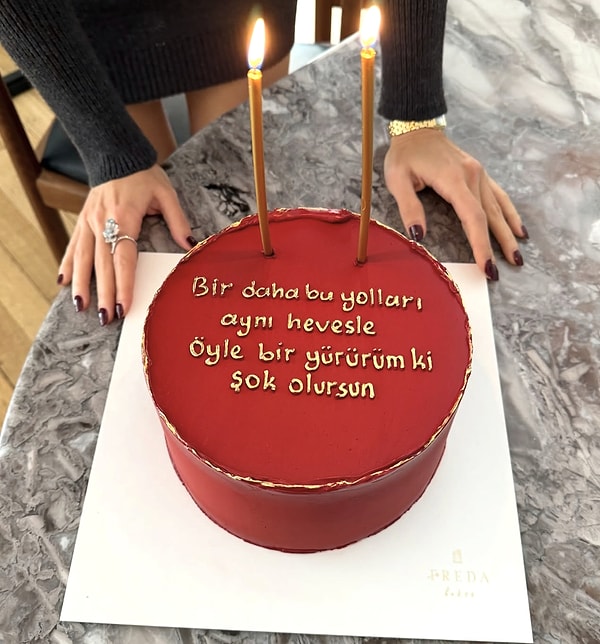 Bir daha bu yolları
aynı hevesle
Öyle bir yürürüm ki
şok olursun
FREDA